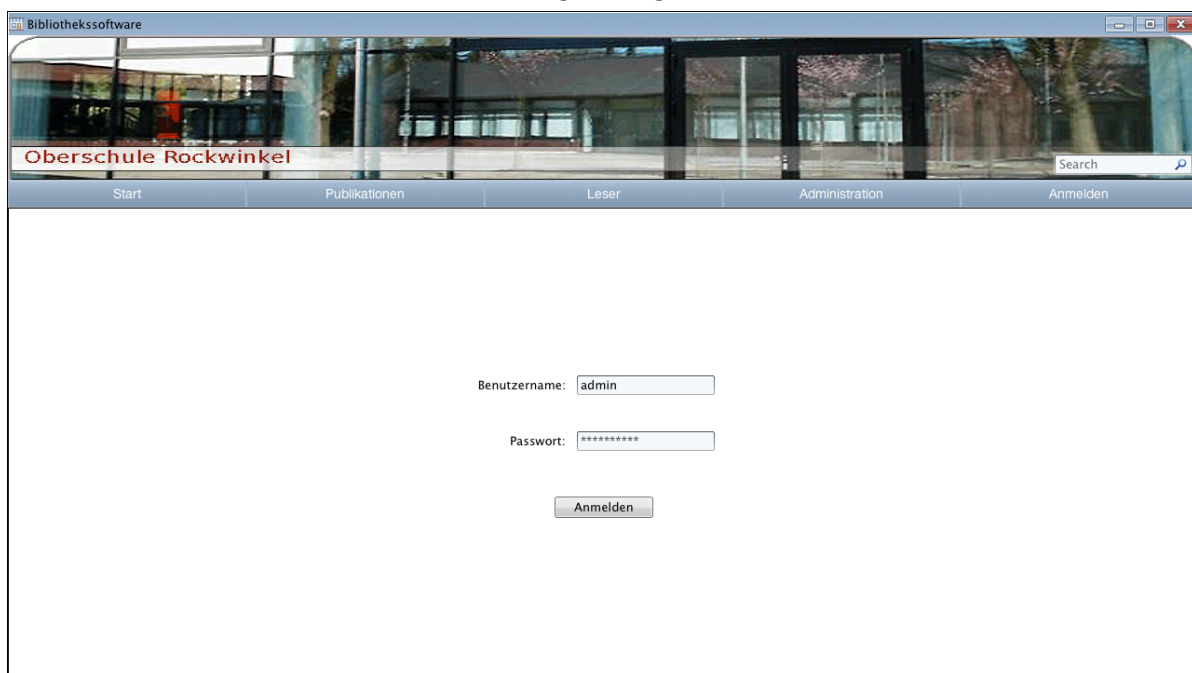 Bibliothekssoftware
Oberschule Rockwinkel
Search
Start Publikationen Leser Administration Anmelden
Benutzername: admin
Passwort: **********
Anmelden